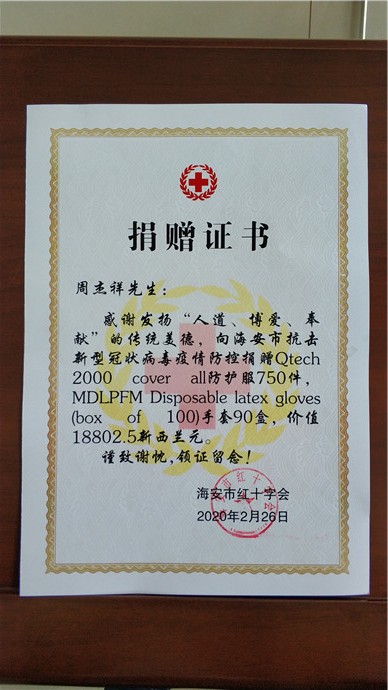 捐赠证书
周杰祥先生：
感谢发扬“人道、博爱、奉
献”的传统美德，向海安市抗击
新型冠状病毒疫情防控捐赠Qtech
2000 cover all防护服750件，
MDLPFM Disposable latex gloves
(box of 100)手套90盒，价值
18802.5新西兰元。
谨致谢忱，领证留念！
海安市红十字会
2020年2月26日